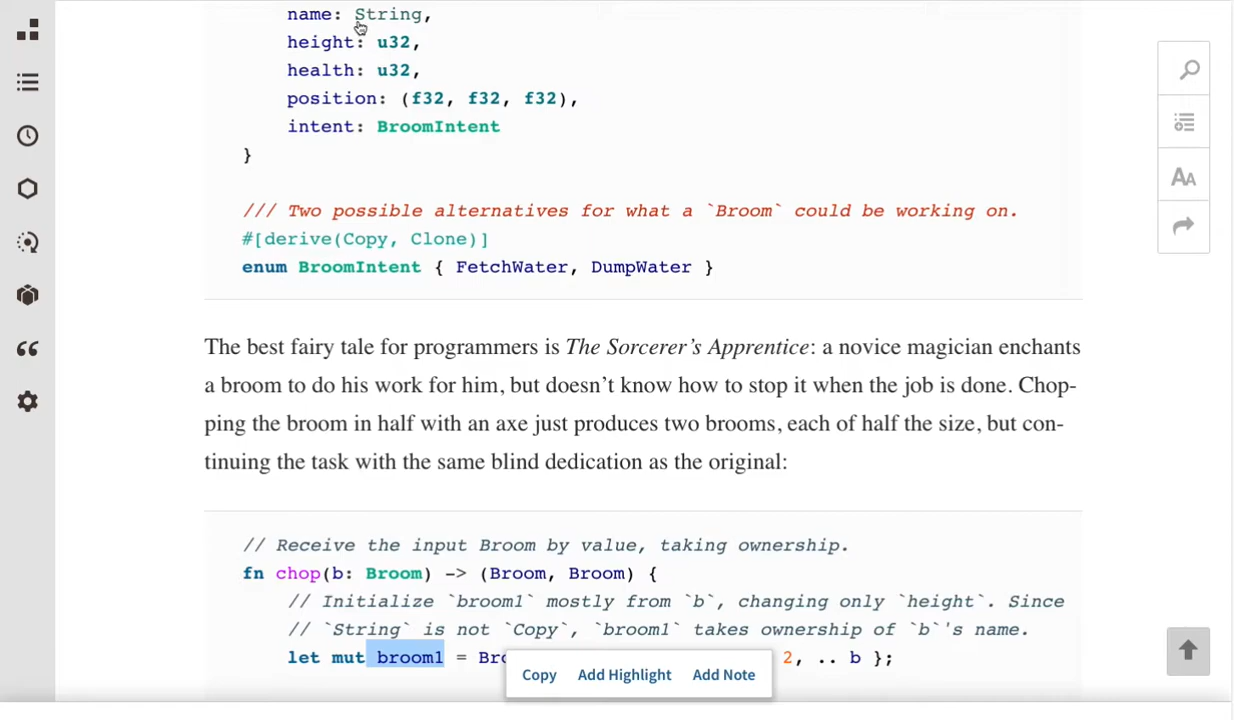 name: String,
height: u32,
health: u32,
position: (f32, f32, f32),
intent: BroomIntent
}
/// Two possible alternatives for what a `Broom` could be working on.
#[derive(Copy, Clone)]
enum BroomIntent { FetchWater, DumpWater }
The best fairy tale for programmers is The Sorcerer’s Apprentice: a novice magician enchants
a broom to do his work for him, but doesn’t know how to stop it when the job is done. Chop-
ping the broom in half with an axe just produces two brooms, each of half the size, but con-
tinuing the task with the same blind dedication as the original:
// Receive the input Broom by value, taking ownership.
fn chop(b: Broom) -> (Broom, Broom) {
// Initialize `broom1` mostly from `b`, changing only `height`. Since
// `String` is not `Copy`, `broom1` takes ownership of `b`'s name.
let mut broom1 = Bro 2, .. b };
Copy Add Highlight Add Note
AA